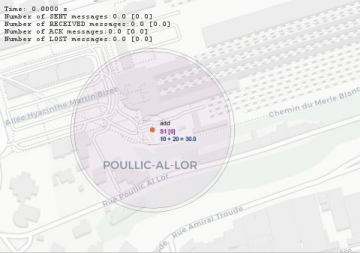 Time: 0.0000 s
Number of SENT messages:0.0 [0.0]
Number of RECEIVED messages:0.0 [0.0]
Number of ACK messages:0.0 [0.0]
Number of LOST messages:0.0 [0.0]
Allée Hyacinthe Martin Bizet
Chemin du Merle Blanc
add
S1 [0]
10 + 20 = 30.0
POULLIC-AL-LOR
Rue Poullic Al Lor
Rue Amiral Troude